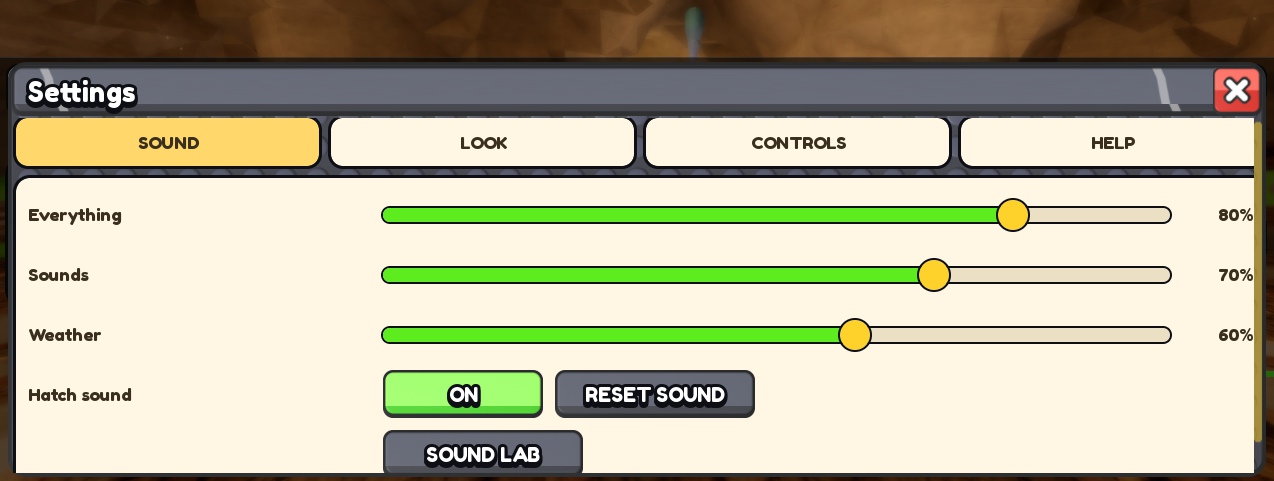 Settings
SOUND LOOK CONTROLS HELP
Everything 80%
Sounds 70%
Weather 60%
Hatch sound ON RESET SOUND
SOUND LAB